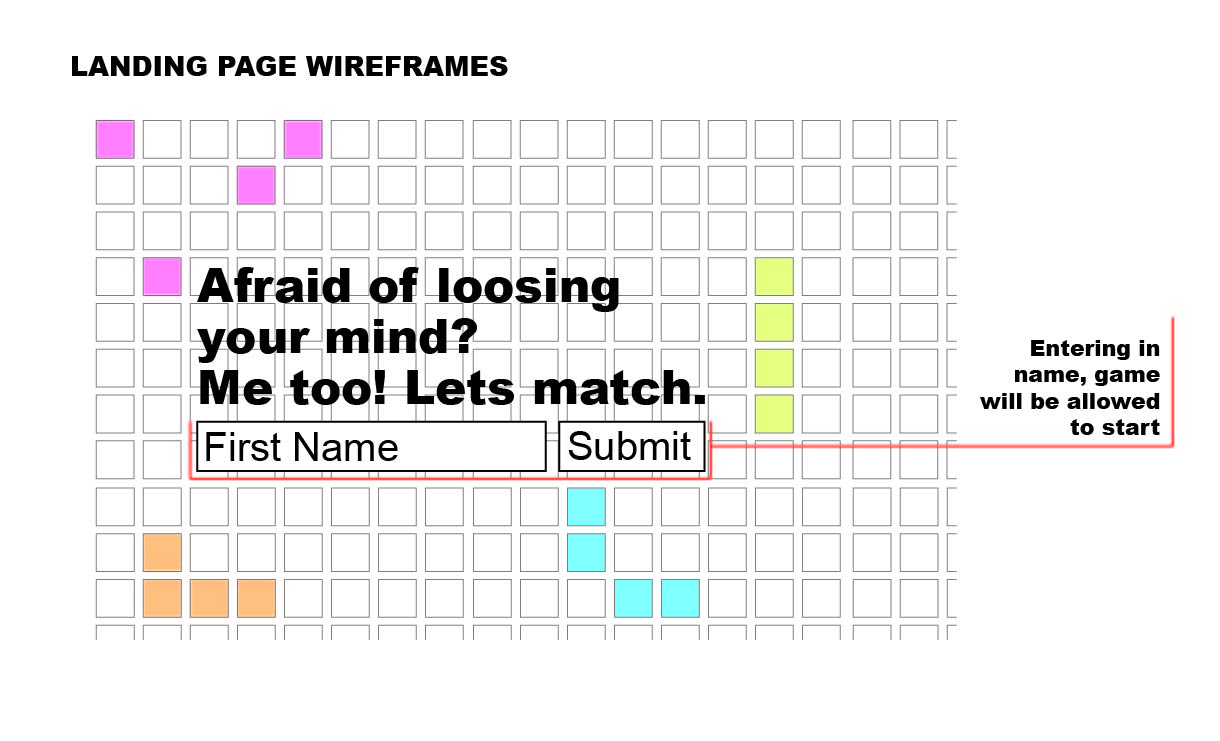 LANDING PAGE WIREFRAMES
Afraid of loosing
your mind?
Me too! Lets match.
First Name
Submit
Entering in
name, game
will be allowed
to start